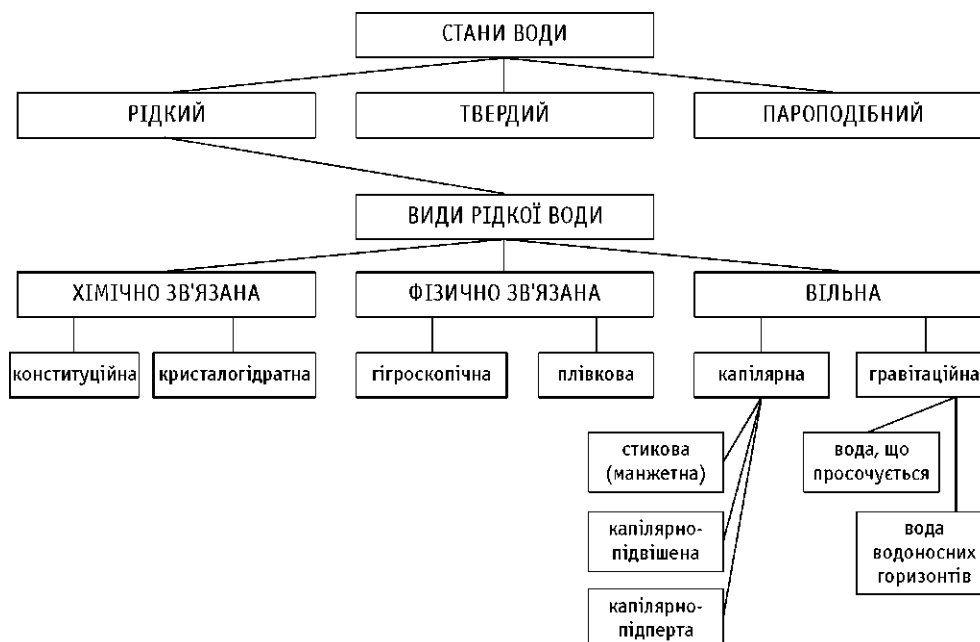 СТАНИ ВОДИ
РІДКИЙ
ТВЕРДИЙ
ПАРОПОДІБНИЙ
ВИДИ РІДКОЇ ВОДИ
ХІМІЧНО ЗВ'ЯЗАНА
ФІЗИЧНО ЗВ'ЯЗАНА
ВІЛЬНА
конституційна
кристалогідратна
гігроскопічна
плівкова
капілярна
гравітаційна
стикова
(манжетна)
вода, що
просочується
капілярно-
підвішена
вода
водоносних
горизонтів
капілярно-
підперта